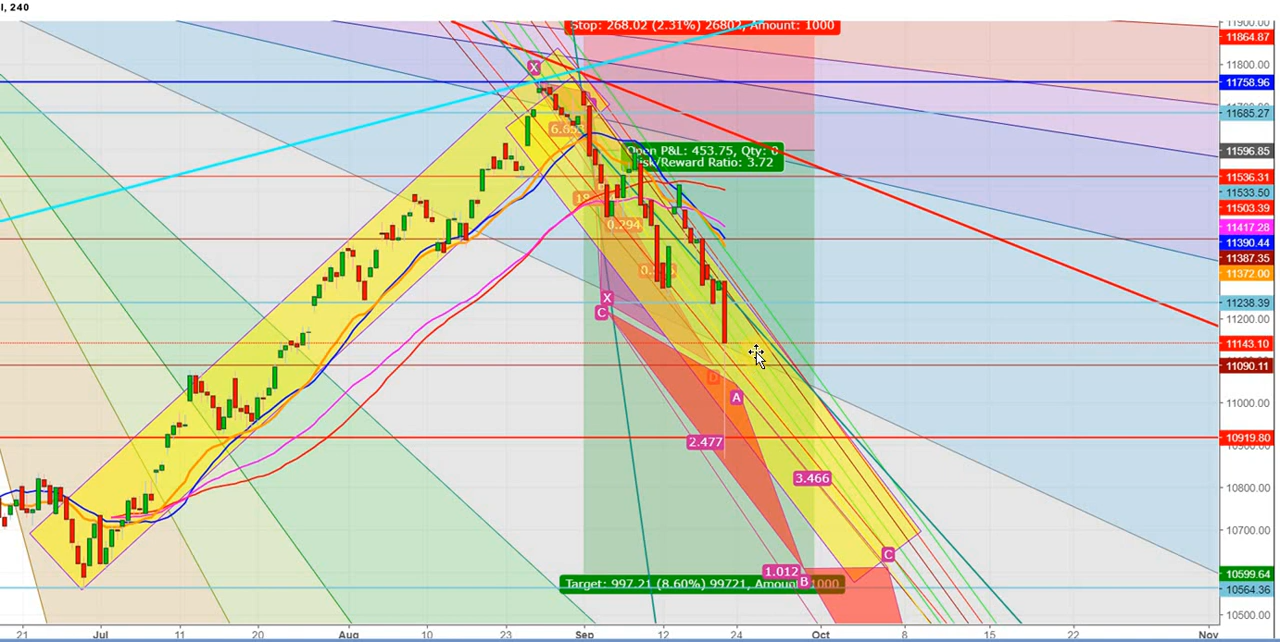 I, 240
Stop: 268.02 (2.31%) 26802, Amount: 1000
11900.00
11864.87
11800.00
X
11758.96
11685.27
Open P&L: 453.75, Qty: 0
Risk/Reward Ratio: 3.72
11596.85
11536.31
11533.50
11503.39
0.294
11417.28
11390.44
11387.35
11372.00
X
C
11238.39
11200.00
11143.10
11090.11
D
A
11000.00
2.477
10919.80
3.466
10800.00
10700.00
C
1.012
B
Target: 997.21 (8.60%) 99721, Amount: 1000
10599.64
10564.36
10500.00
21 Jul 11 20 Aug 10 23 Sep 12 24 Oct 8 15 22 Nov